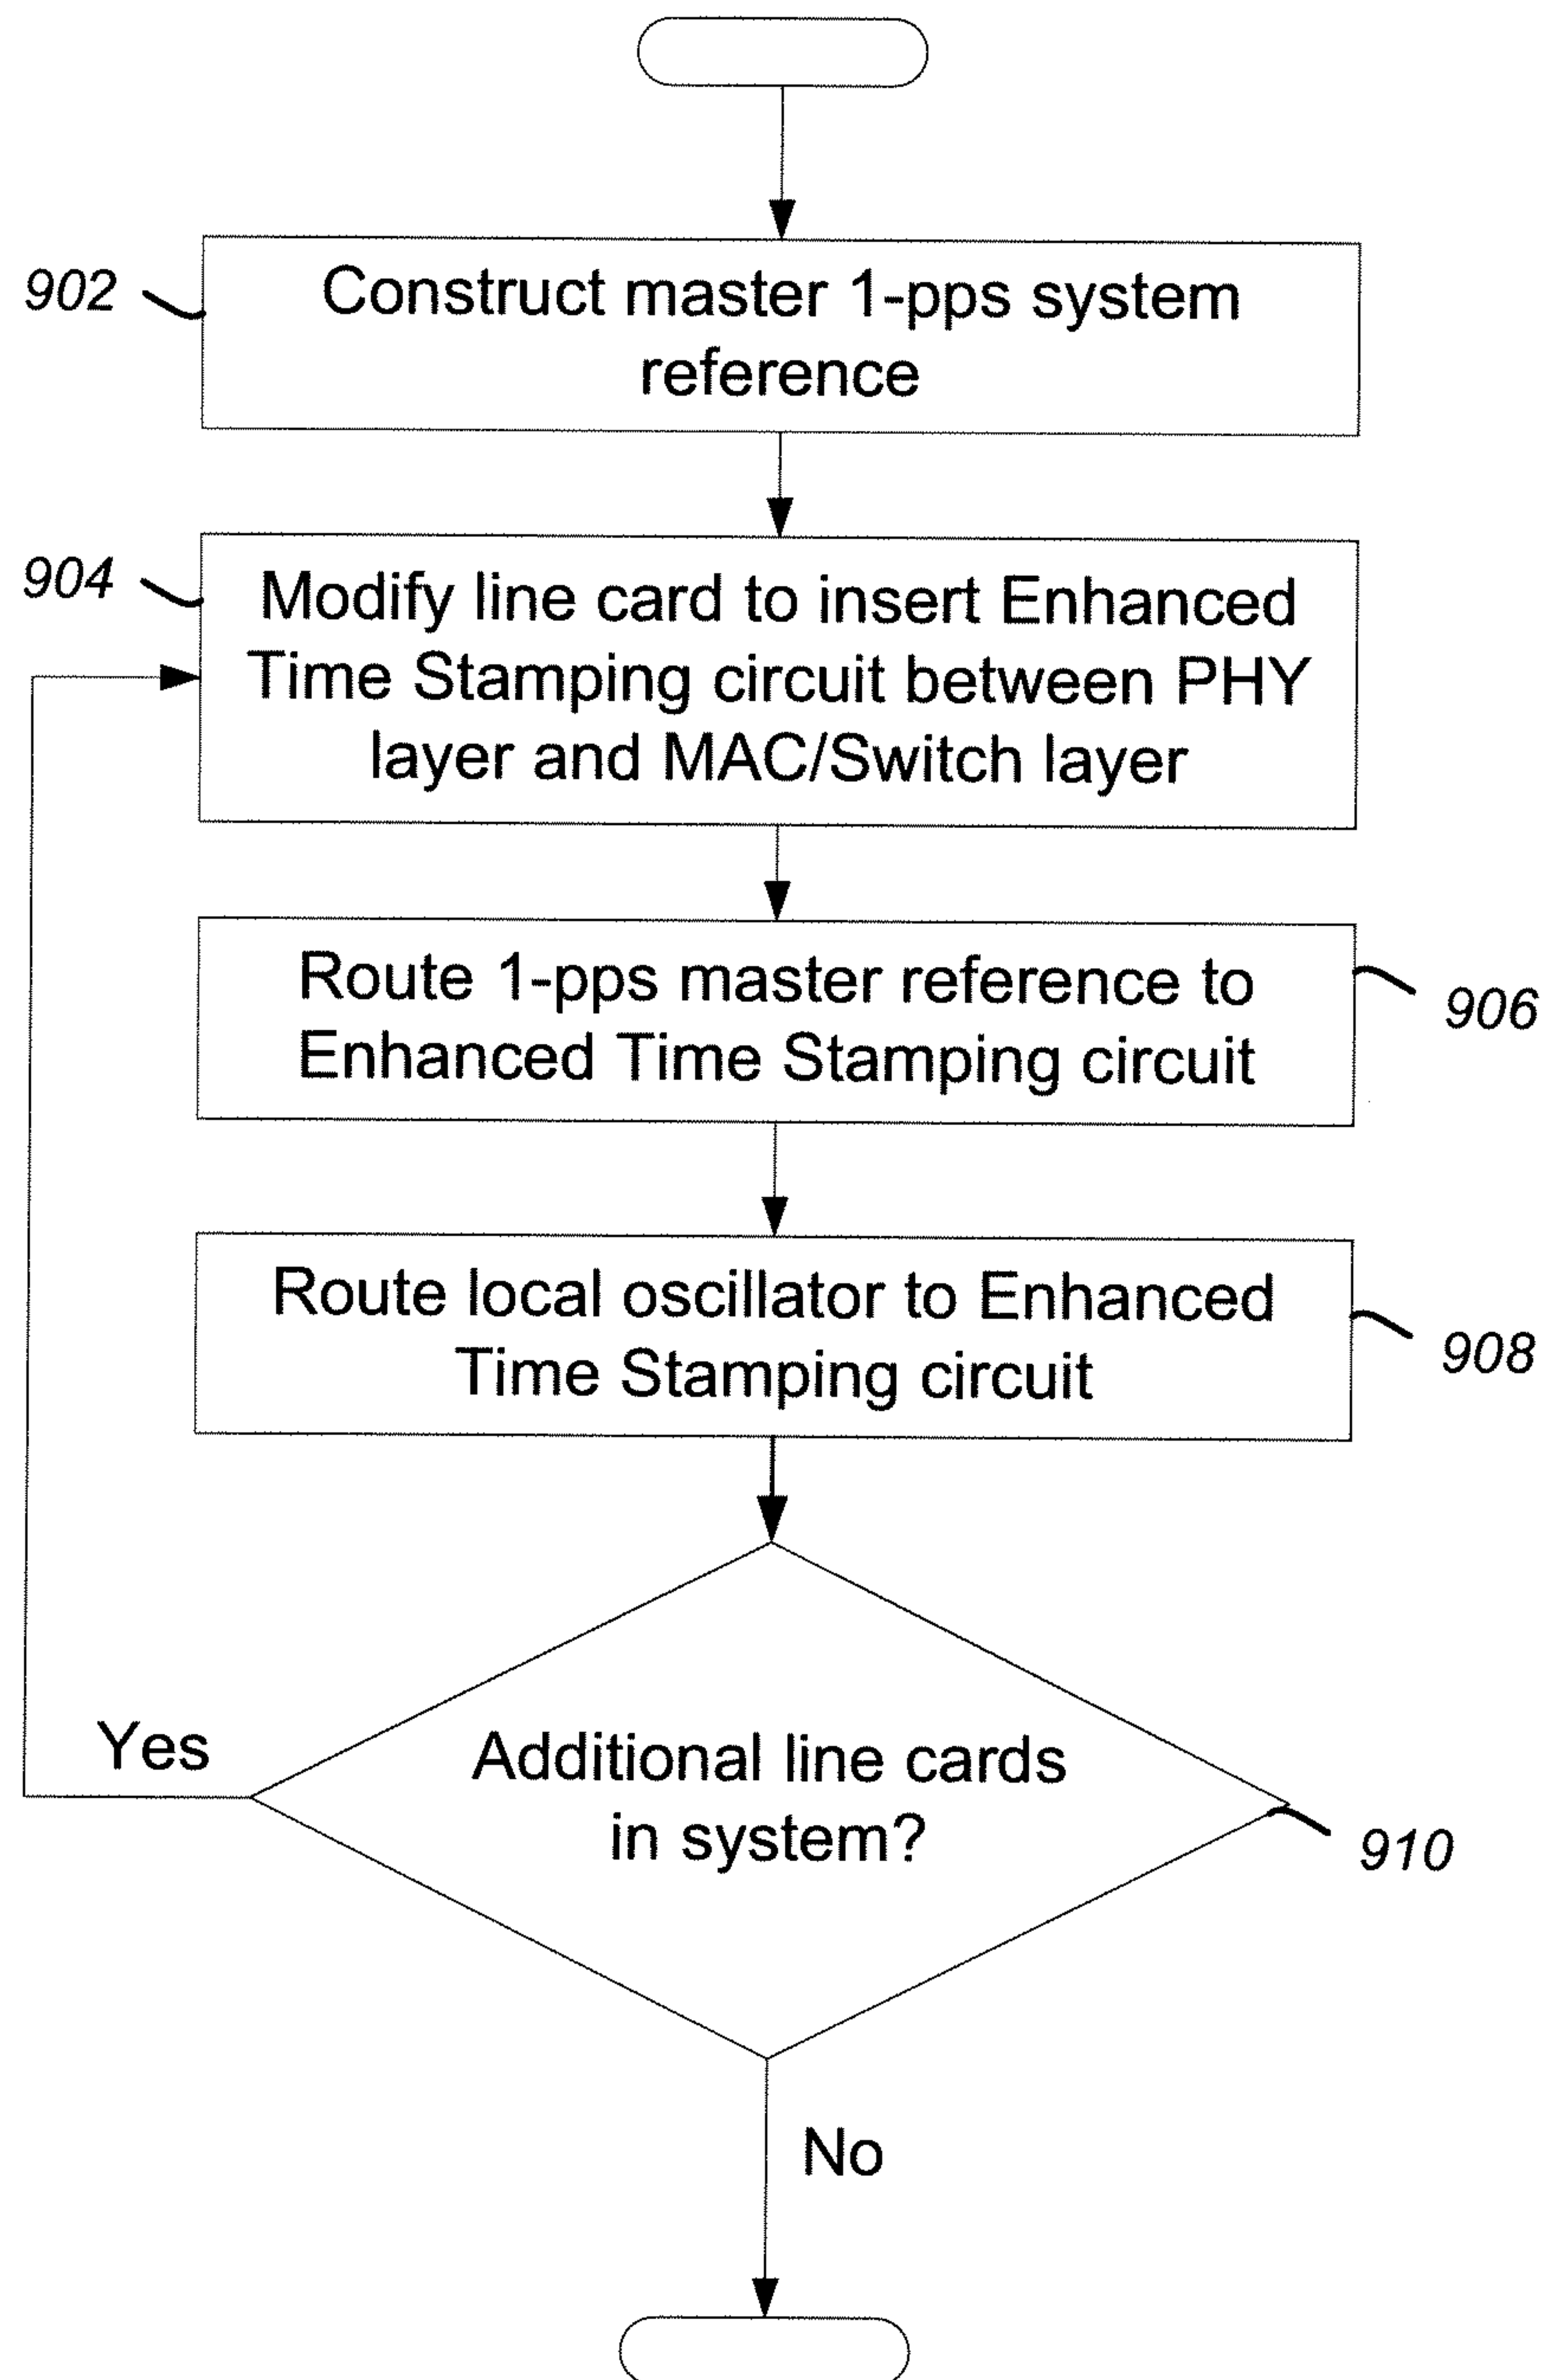 902
Construct master 1-pps system
reference
904
Modify line card to insert Enhanced
Time Stamping circuit between PHY
layer and MAC/Switch layer
Route 1-pps master reference to
Enhanced Time Stamping circuit
906
Route local oscillator to Enhanced
Time Stamping circuit
908
Yes
Additional line cards
in system?
910
No